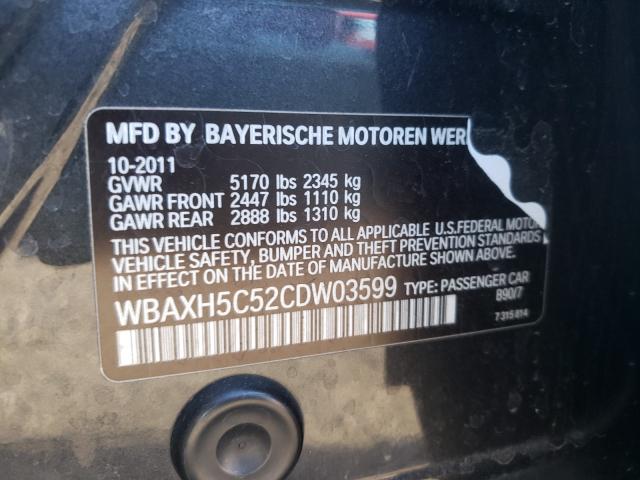 MFD BY BAYERISCHE MOTOREN WER
10-2011
GVWR 5170 lbs 2345 kg
GAWR FRONT 2447 lbs 1110 kg
GAWR REAR 2888 lbs 1310 kg
THIS VEHICLE CONFORMS TO ALL APPLICABLE U.S.FEDERAL MOTOR
VEHICLE SAFETY, BUMPER AND THEFT PREVENTION STANDARDS
IN EFFECT ON THE DATE OF MANUFACTURE SHOWN ABOVE.
WBAXH5C52CDW03599 TYPE: PASSENGER CAR
B90/7
7 315 814